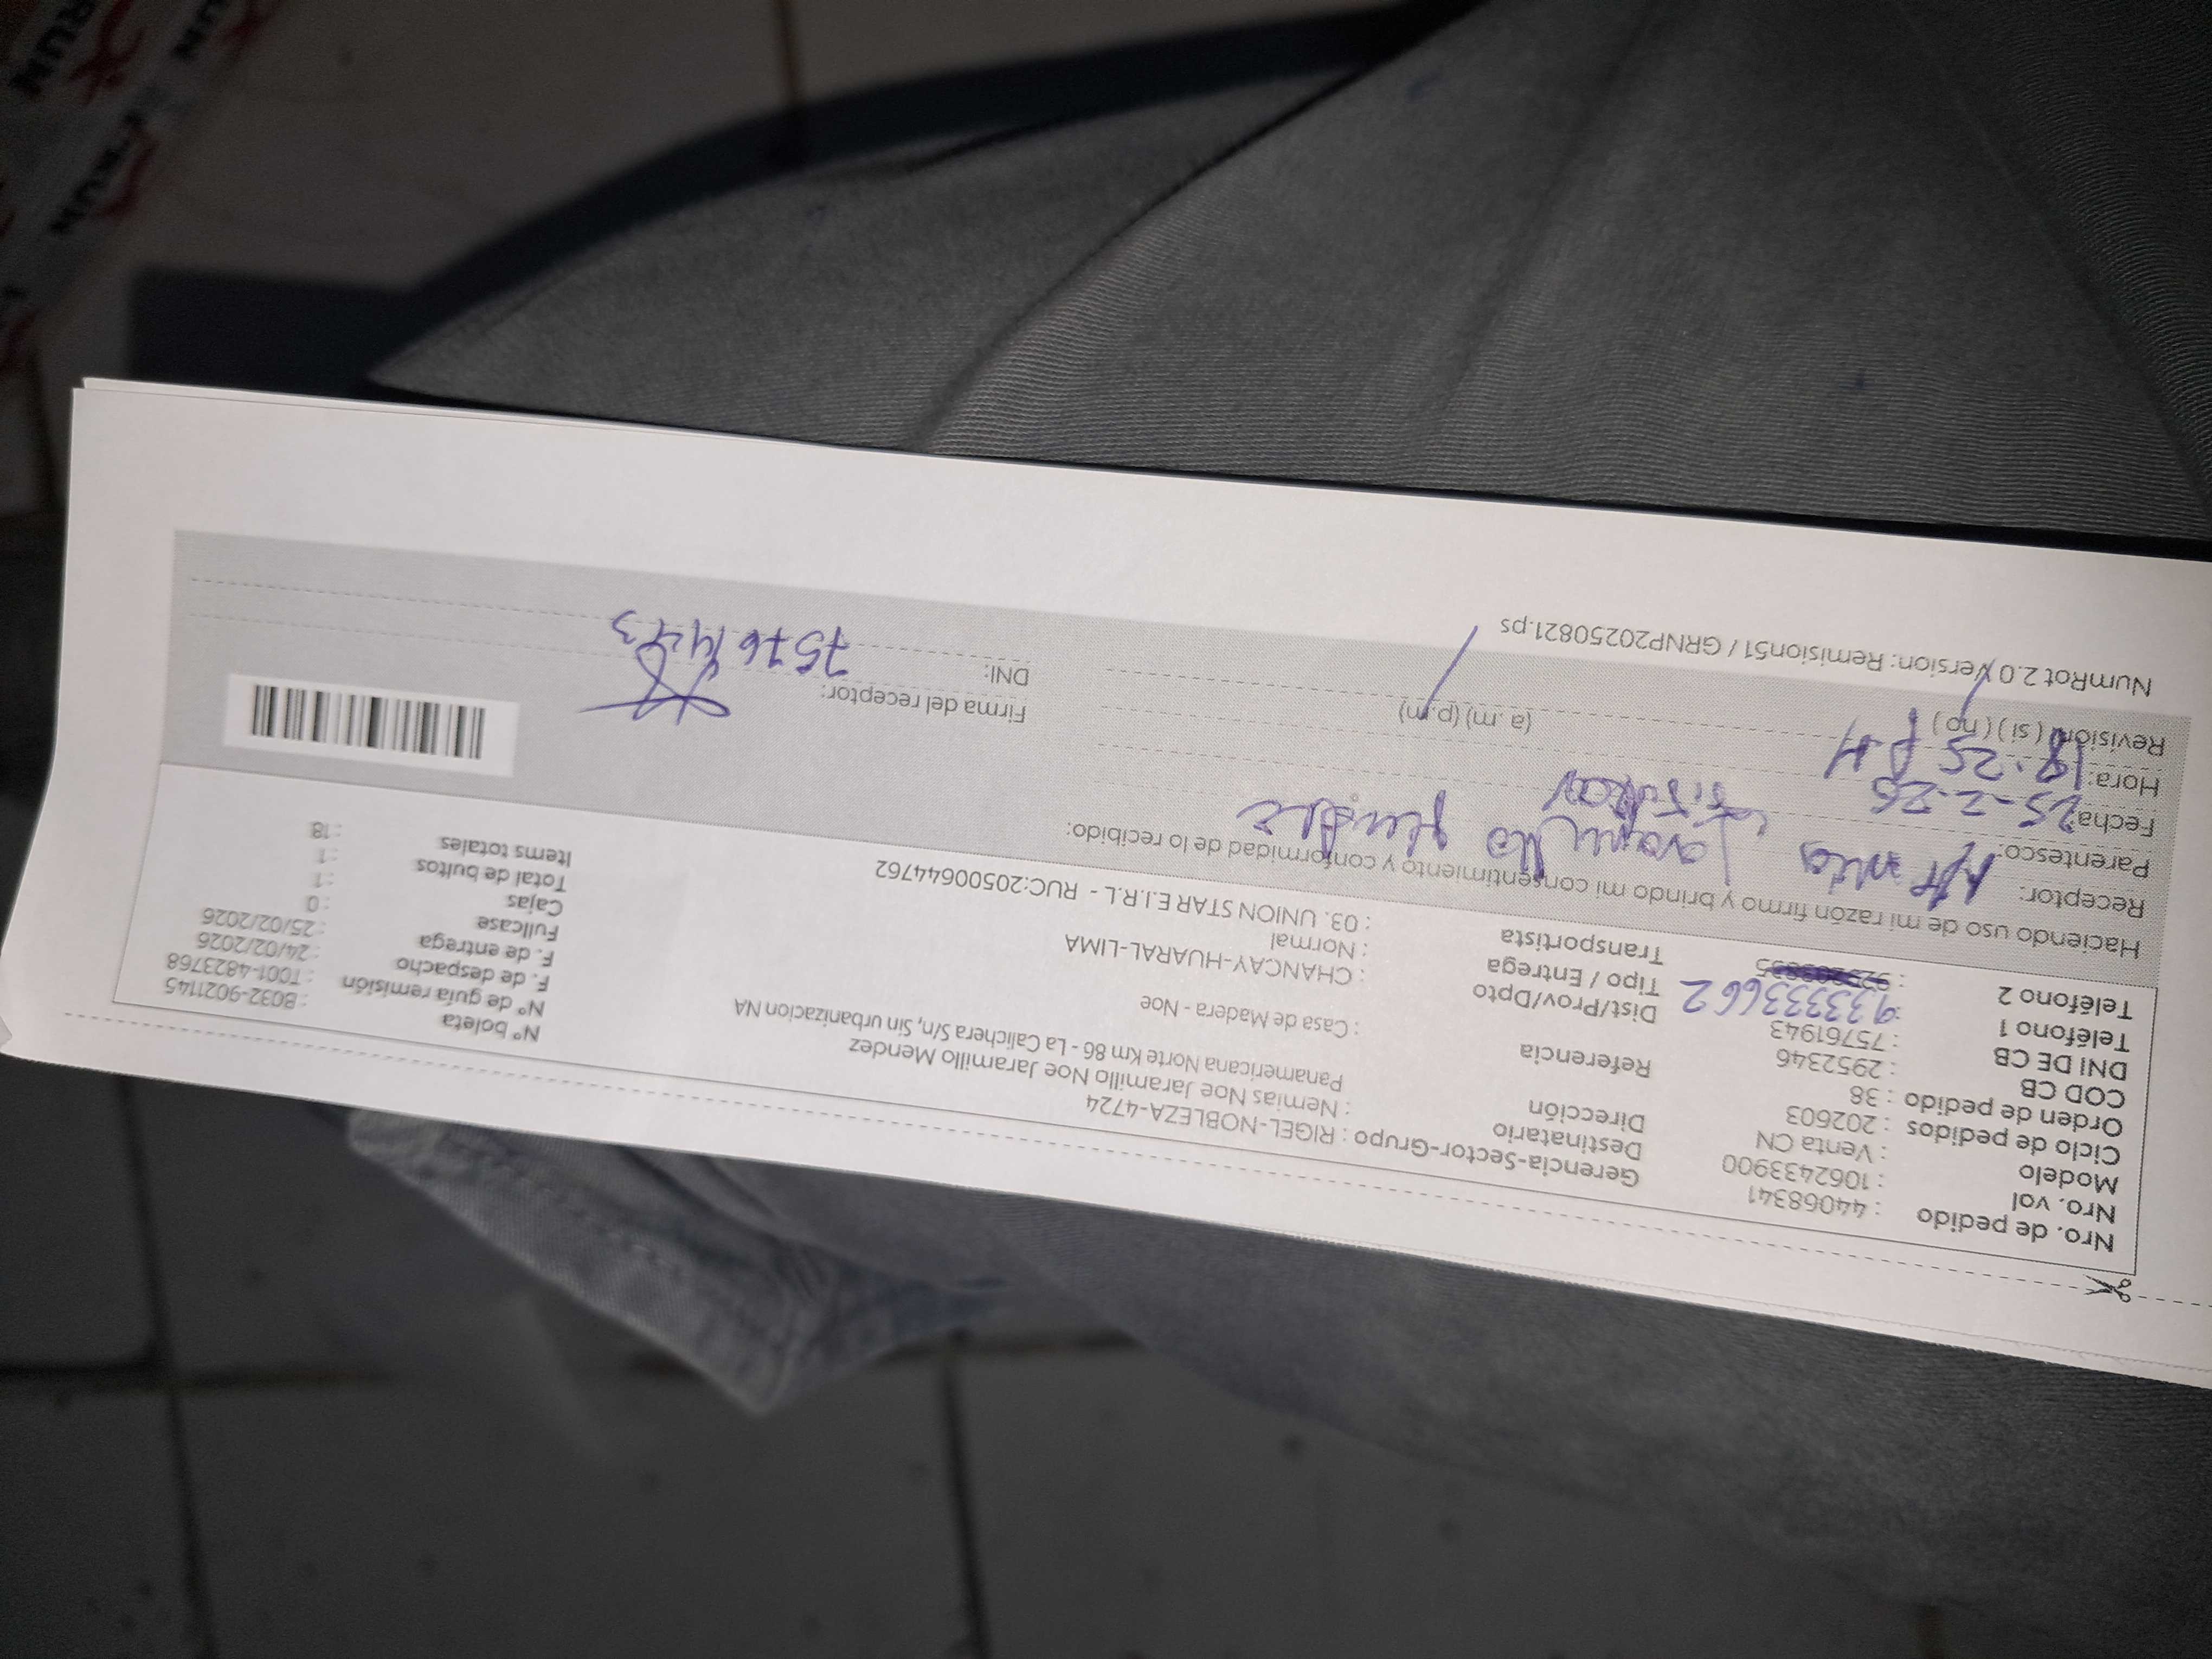 Nro. de pedido : 44068341
Nro. val : 1062433900
Modelo : Venta CN
Ciclo de pedidos : 202603
Orden de pedido : 38
COD CB : 2952346
DNI DE CB : 75761943
Teléfono 1 : 933333662
Teléfono 2 :
Gerencia-Sector-Grupo : RIGEL-NOBLEZA-4724
Destinatario : Nemias Noe Jaramillo Noe Jaramillo Mendez
Dirección Panamericana Norte Km 86 - La Calichera S/n, Sin urbanizacion NA
Referencia : Casa de Madera - Noe
Dist/Prov/Dpto : CHANCAY-HUARAL-LIMA
Tipo / Entrega : Normal
Transportista : 03. UNION STAR E.I.R.L - RUC:20500644762
N° boleta : B032-9021145
N° de guía remisión : T001-4823768
F. de despacho : 24/02/2026
F. de entrega : 25/02/2026
Fullcase : 0
Cajas : 1
Total de bultos : 1
Items totales : 18
Haciendo uso de mi razón firmo y brindo mi consentimiento y conformidad de lo recibido:
Receptor:
Parentesco: Titular
Fecha: 25-2-26
Hora: 18:25 PM (a. m) (p.m)
Revisión ( si ) ( no )
Firma del receptor:
DNI: 75761943
NumRot 2.0 Version: Remision51 / GRNP20250821.ps
RUN